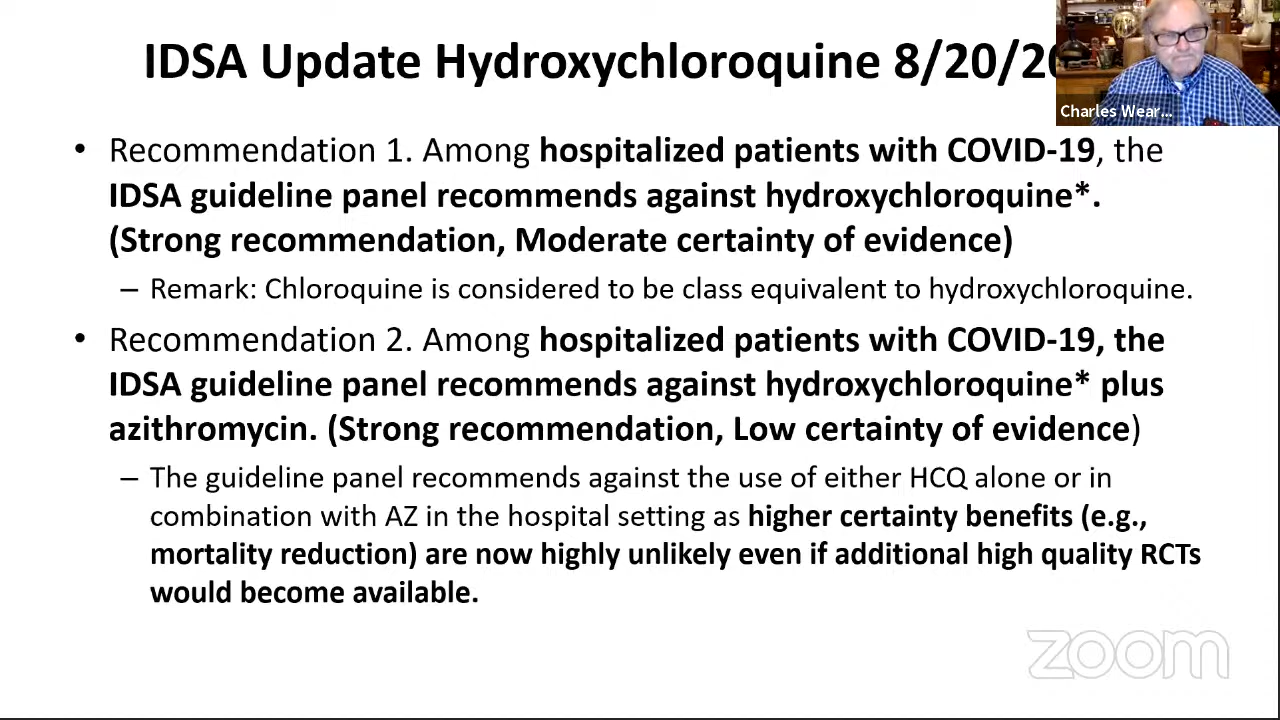 IDSA Update Hydroxychloroquine 8/20/20
Charles Wear...
• Recommendation 1. Among hospitalized patients with COVID-19, the
IDSA guideline panel recommends against hydroxychloroquine*.
(Strong recommendation, Moderate certainty of evidence)
– Remark: Chloroquine is considered to be class equivalent to hydroxychloroquine.
• Recommendation 2. Among hospitalized patients with COVID-19, the
IDSA guideline panel recommends against hydroxychloroquine* plus
azithromycin. (Strong recommendation, Low certainty of evidence)
– The guideline panel recommends against the use of either HCQ alone or in
combination with AZ in the hospital setting as higher certainty benefits (e.g.,
mortality reduction) are now highly unlikely even if additional high quality RCTs
would become available.
zoom